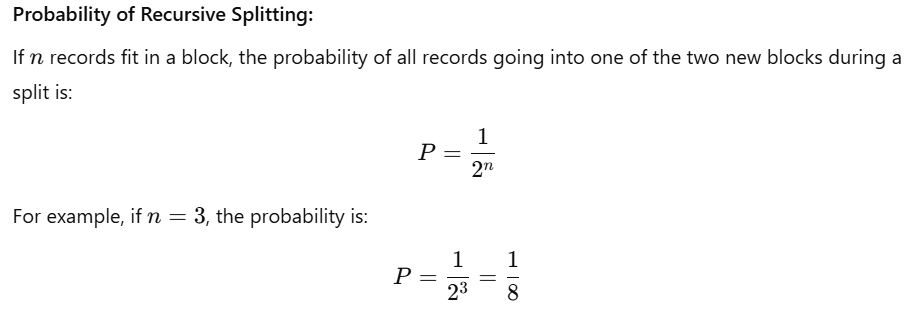 Probability of Recursive Splitting:
If n records fit in a block, the probability of all records going into one of the two new blocks during a
split is:
P = 1/2^n
For example, if n = 3, the probability is:
P = 1/2^3 = 1/8